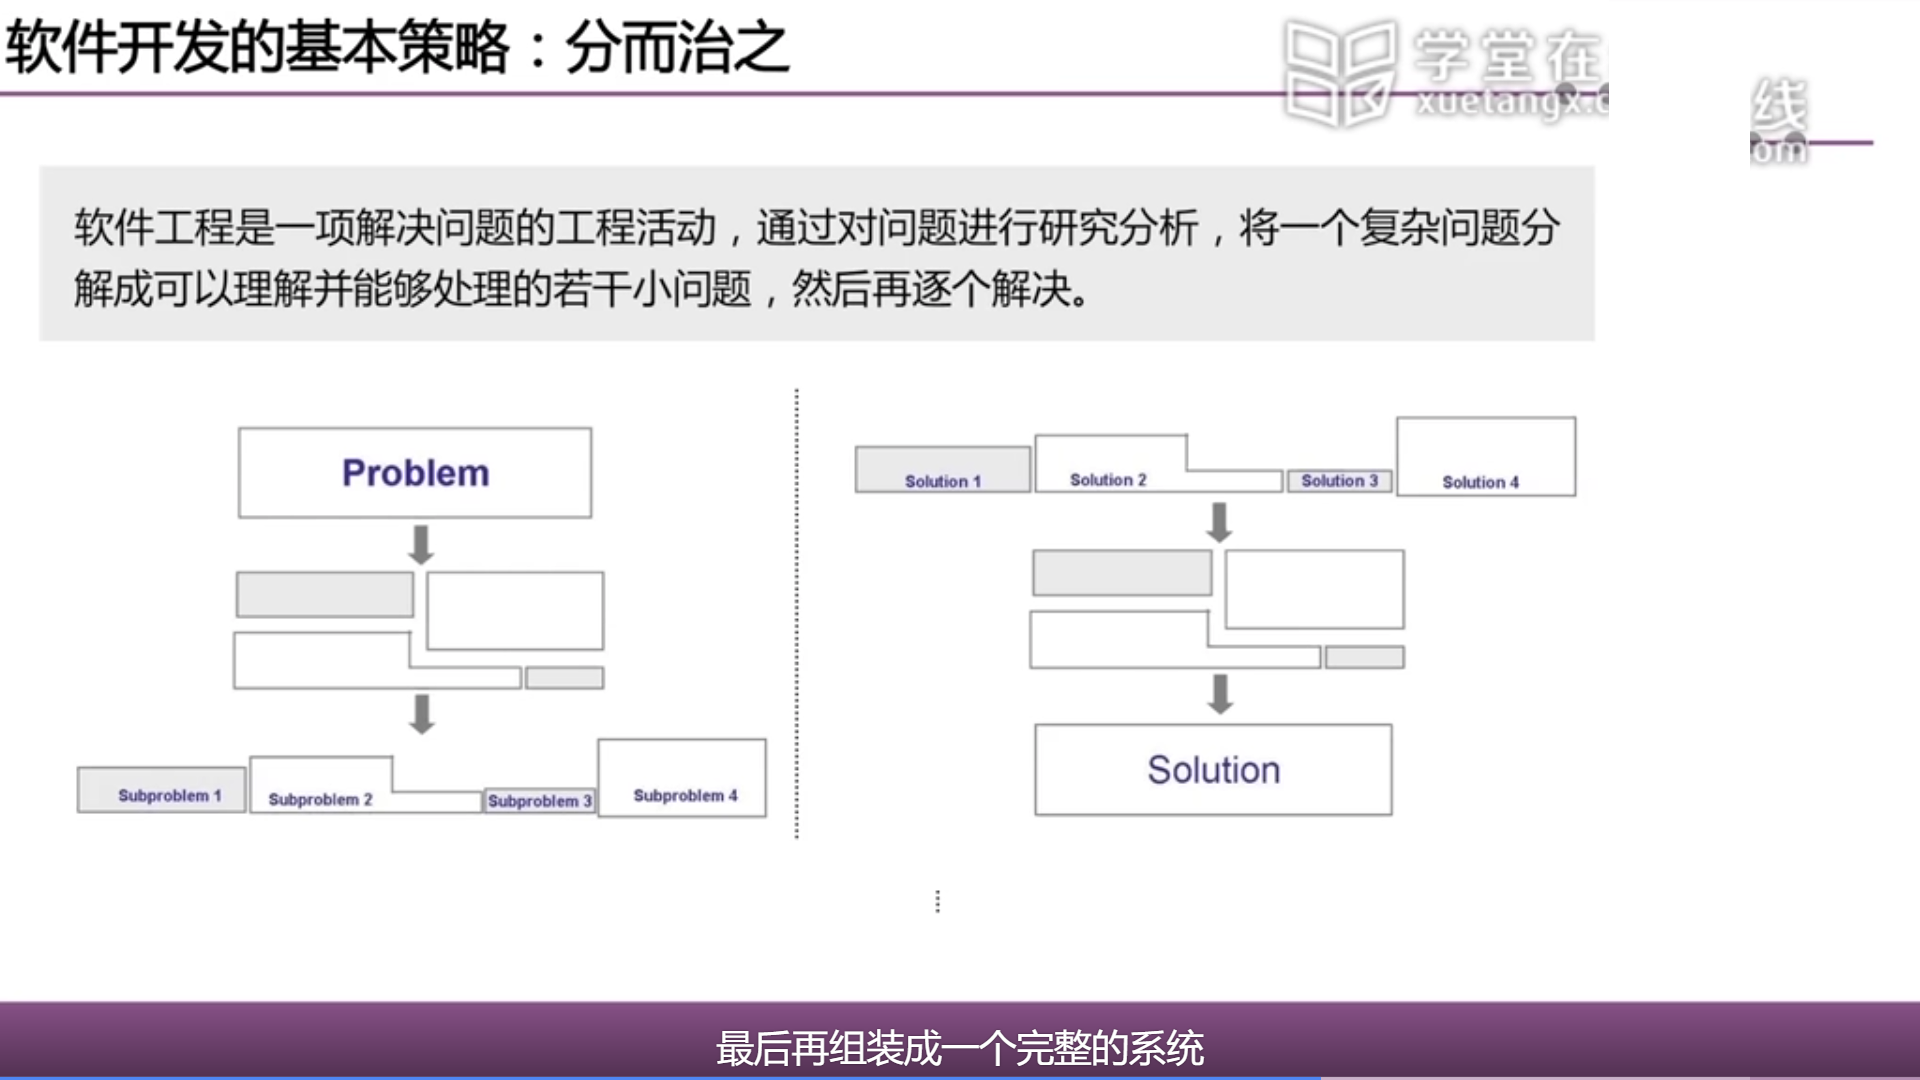 软件开发的基本策略：分而治之
学堂在
xuetangx.c
线
om
软件工程是一项解决问题的工程活动，通过对问题进行研究分析，将一个复杂问题分
解成可以理解并能够处理的若干小问题，然后再逐个解决。
Problem
Subproblem 1
Subproblem 2
Subproblem 3
Subproblem 4
Solution 1
Solution 2
Solution 3
Solution 4
Solution
最后再组装成一个完整的系统